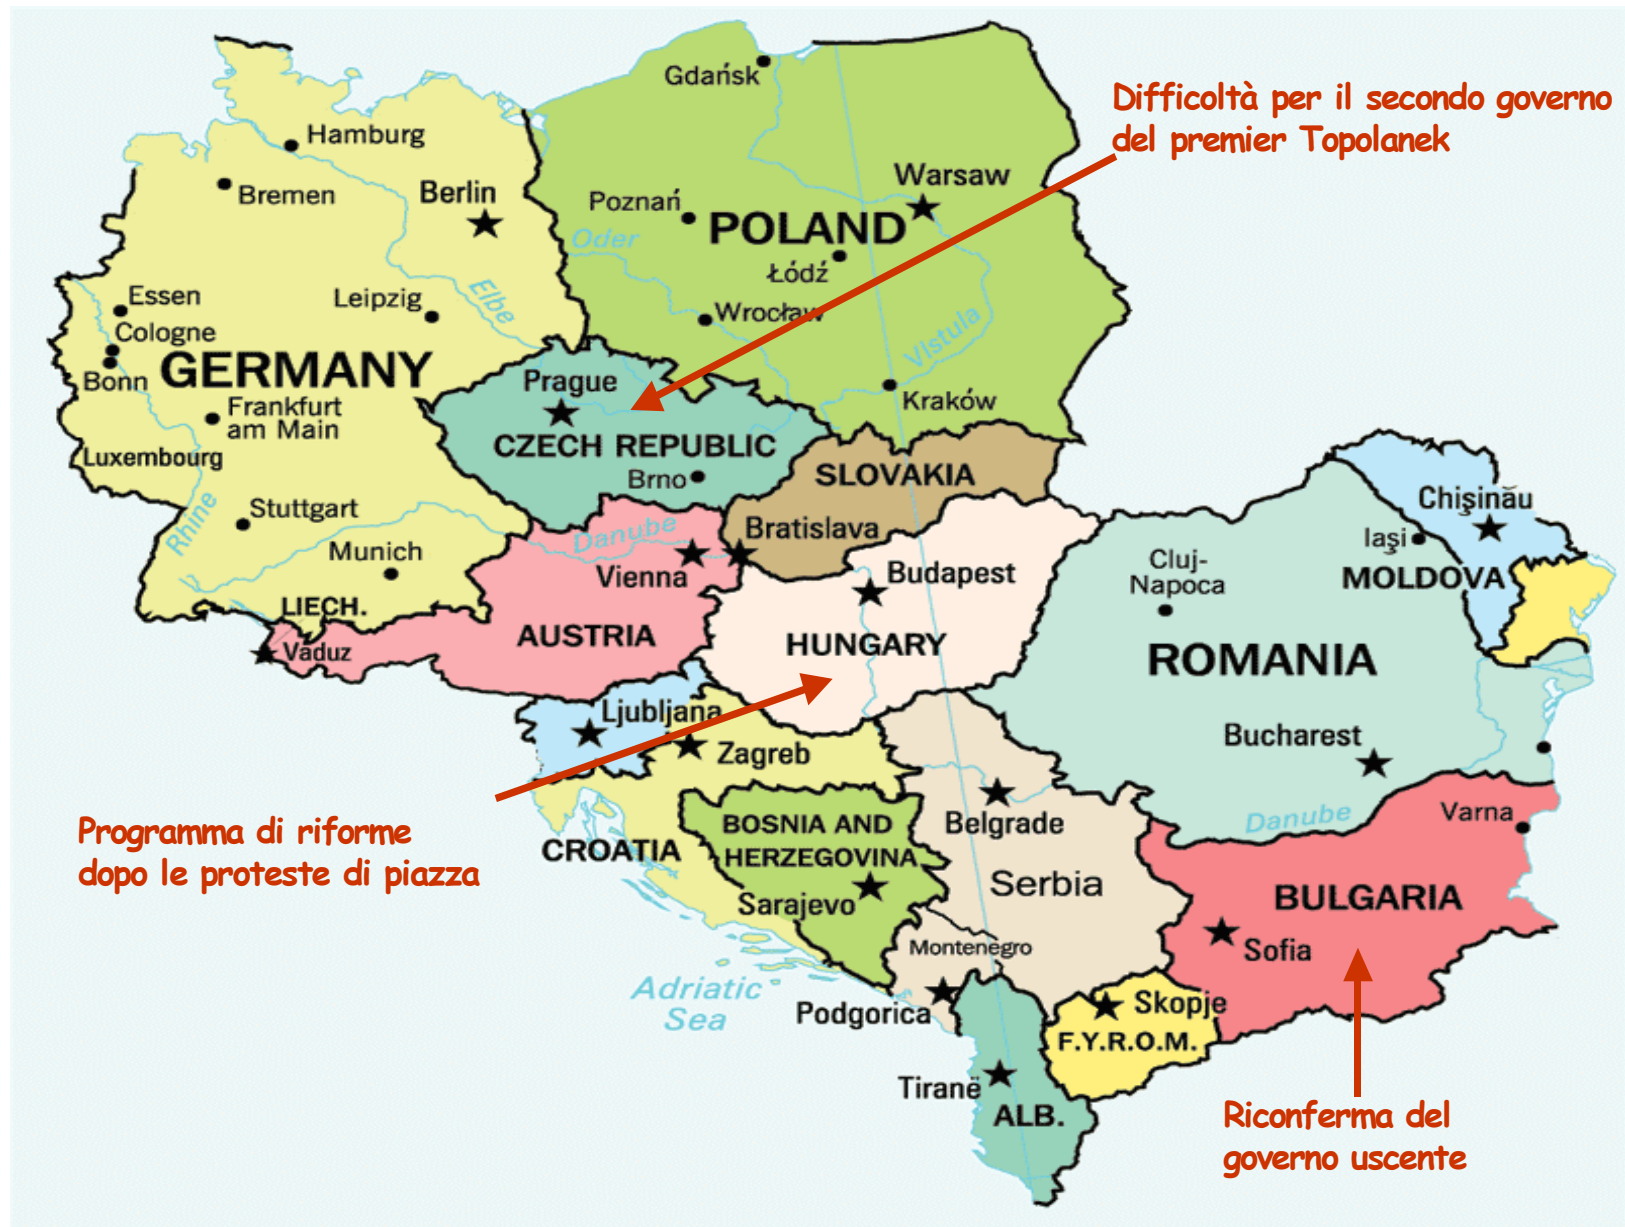 Gdańsk
Difficoltà per il secondo governo
del premier Topolanek
Hamburg
Bremen
Berlin
Warsaw
Poznań
POLAND
Oder
Łódź
Essen
Leipzig
Elbe
Wrocław
Vistula
Cologne
GERMANY
Bonn
Prague
Frankfurt
am Main
Kraków
Luxembourg
CZECH REPUBLIC
Brno
SLOVAKIA
Rhine
Stuttgart
Chişinău
Danube
Bratislava
Iaşi
Munich
Vienna
Budapest
Cluj-
Napoca
MOLDOVA
LIECH.
AUSTRIA
HUNGARY
Vaduz
ROMANIA
Ljubljana
Zagreb
Bucharest
Programma di riforme
dopo le proteste di piazza
CROATIA
BOSNIA AND
HERZEGOVINA
Belgrade
Danube
Varna
Sarajevo
Serbia
BULGARIA
Montenegro
Sofia
Adriatic
Sea
Podgorica
Skopje
F.Y.R.O.M.
Tiranë
ALB.
Riconferma del
governo uscente